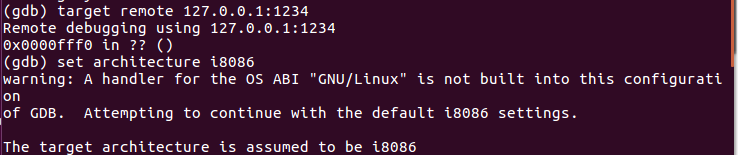 (gdb) target remote 127.0.0.1:1234
Remote debugging using 127.0.0.1:1234
0x0000fff0 in ?? ()
(gdb) set architecture i8086
warning: A handler for the OS ABI "GNU/Linux" is not built into this configurati
on
of GDB.  Attempting to continue with the default i8086 settings.

The target architecture is assumed to be i8086